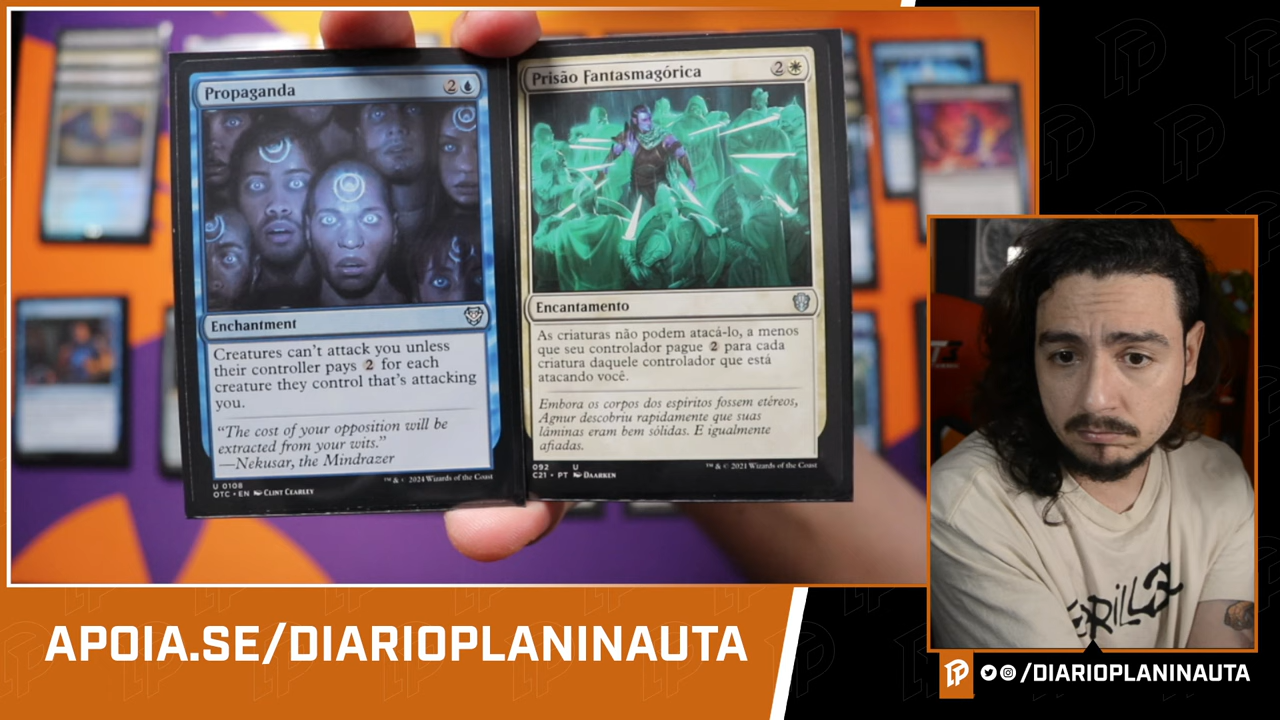 Propaganda
2
Enchantment
Creatures can't attack you unless
their controller pays 2 for each
creature they control that's attacking
you.
"The cost of your opposition will be
extracted from your wits."
—Nekusar, the Mindrazer
U 0108
OTC • EN CLINT CEARLEY
™ & © 2024 Wizards of the Coast
Prisão Fantasmagórica
2
Encantamento
As criaturas não podem atacá-lo, a menos
que seu controlador pague 2 para cada
criatura daquele controlador que está
atacando você.
Embora os corpos dos espíritos fossem etéreos,
Agnur descobriu rapidamente que suas
lâminas eram bem sólidas. E igualmente
afiadas.
092 U
C21 • PT DAARKEN
™ & © 2021 Wizards of the Coast
APOIA.SE/DIARIOPLANINAUTA
/DIARIOPLANINAUTA